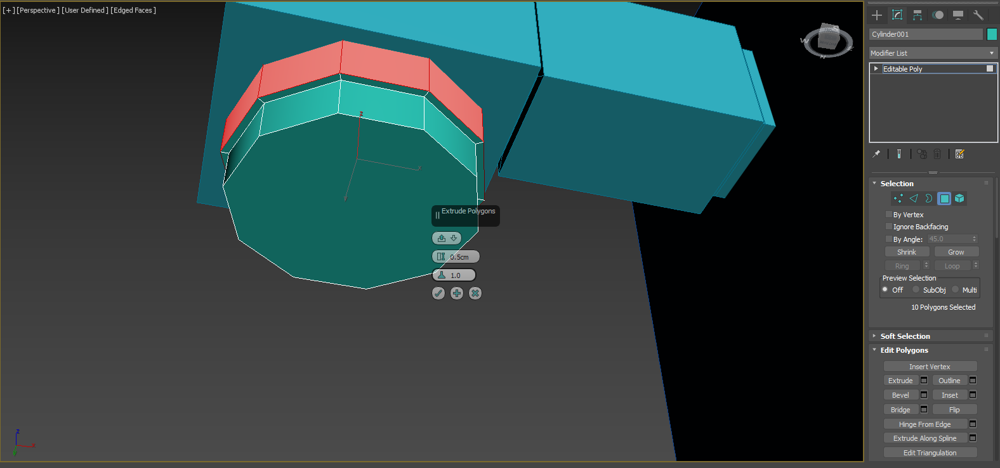 [+] [Perspective] [User Defined] [Edged Faces]
W
E
N
z
x
Extrude Polygons
0.5cm
1.0
z
x
y
Cylinder001
Modifier List
Editable Poly
Selection
By Vertex
Ignore Backfacing
By Angle: 45.0
Shrink Grow
Ring Loop
Preview Selection
Off SubObj Multi
10 Polygons Selected
Soft Selection
Edit Polygons
Insert Vertex
Extrude Outline
Bevel Inset
Bridge Flip
Hinge From Edge
Extrude Along Spline
Edit Triangulation